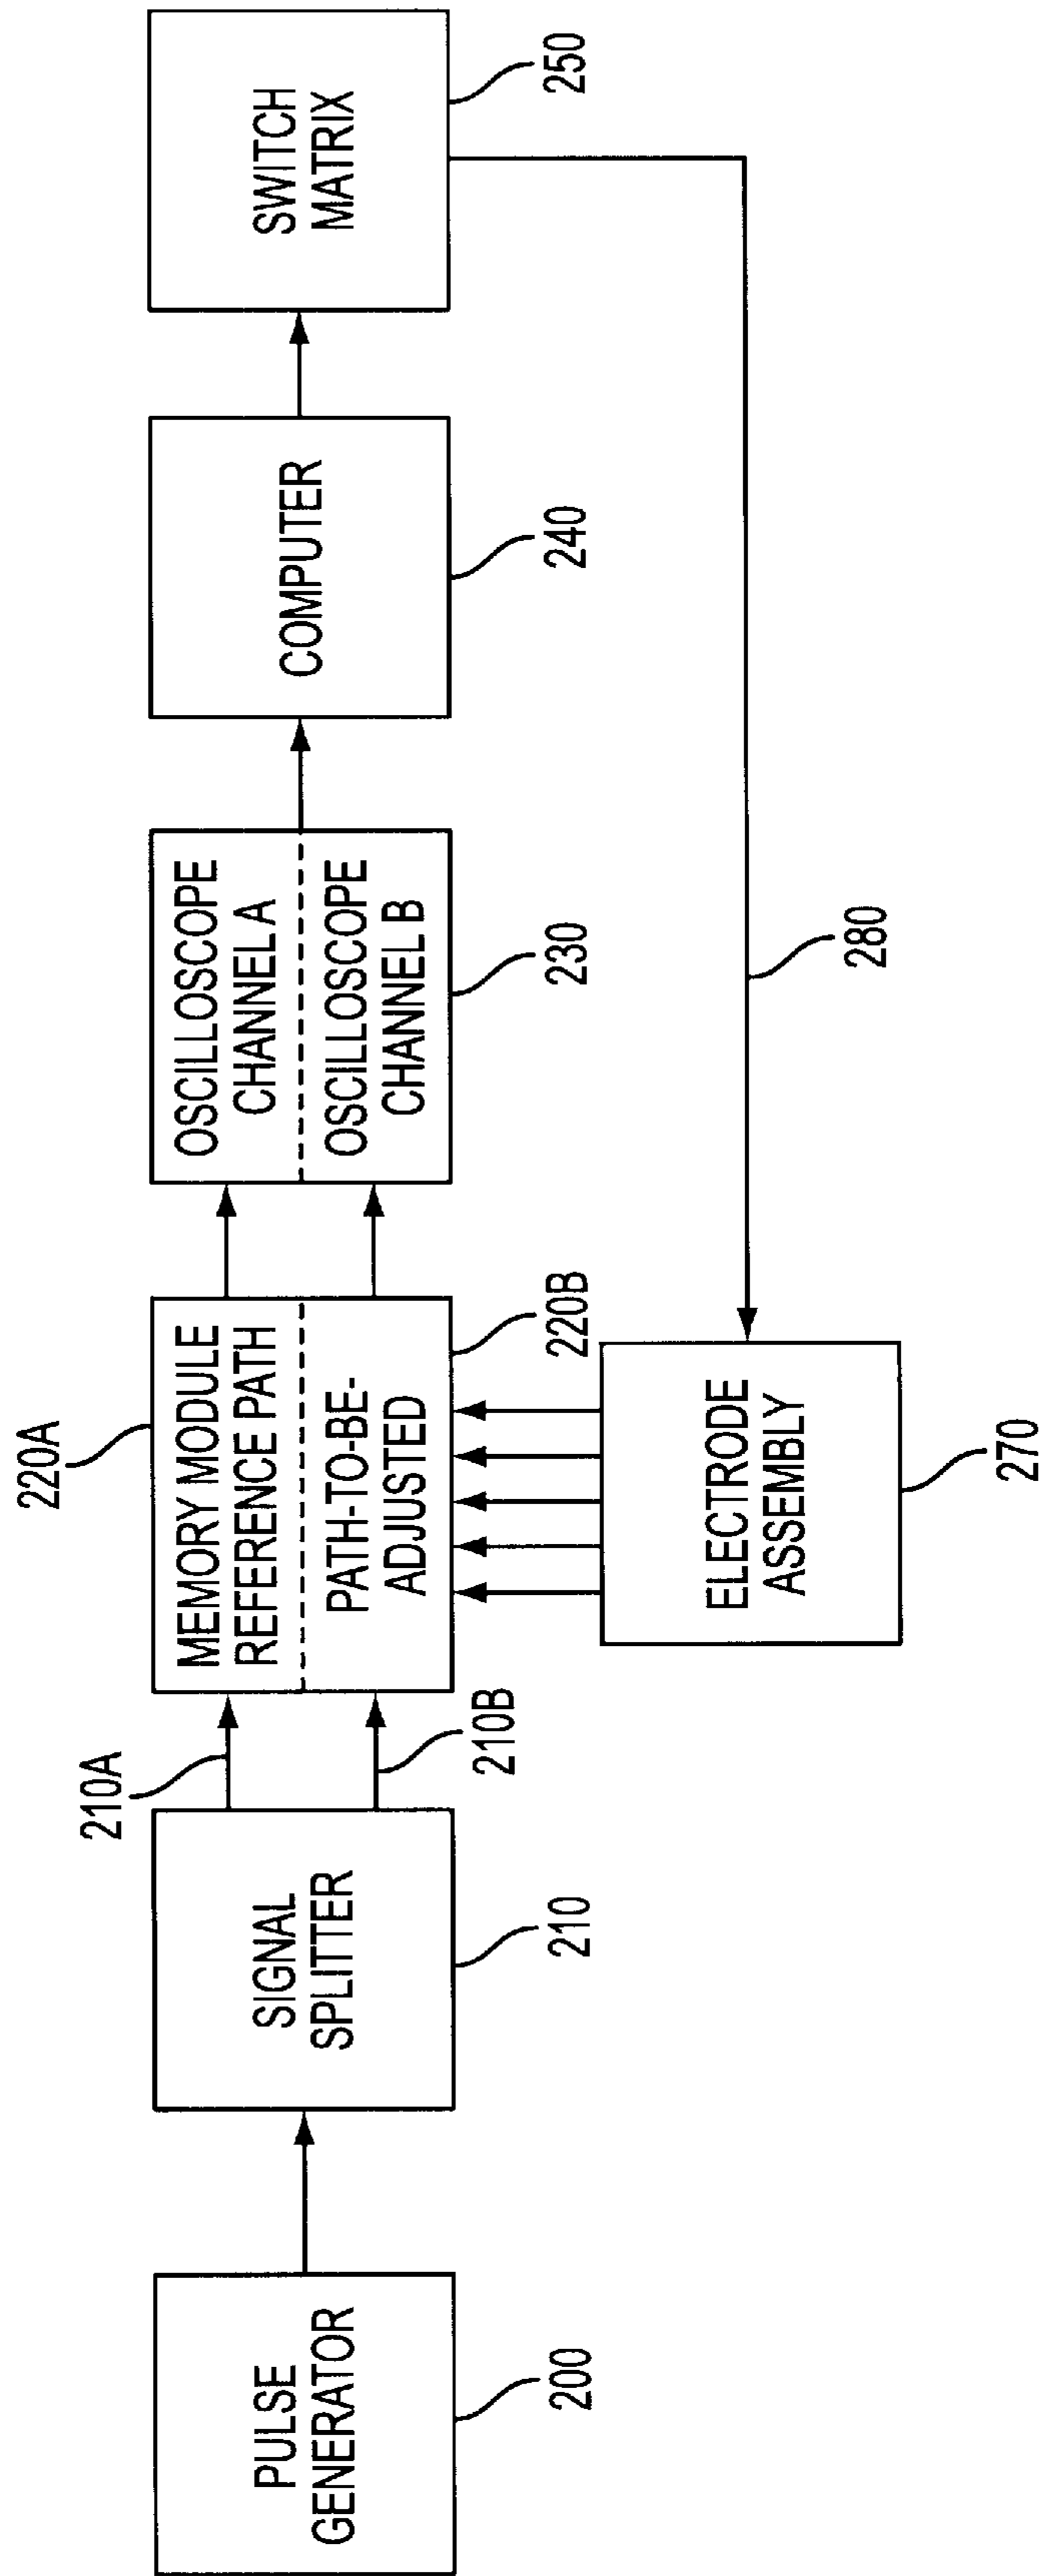 PULSE
GENERATOR
200
SIGNAL
SPLITTER
210
210A
210B
220A
MEMORY MODULE
REFERENCE PATH
PATH-TO-BE-
ADJUSTED
220B
OSCILLOSCOPE
CHANNEL A
OSCILLOSCOPE
CHANNEL B
230
COMPUTER
240
SWITCH
MATRIX
250
ELECTRODE
ASSEMBLY
270
280